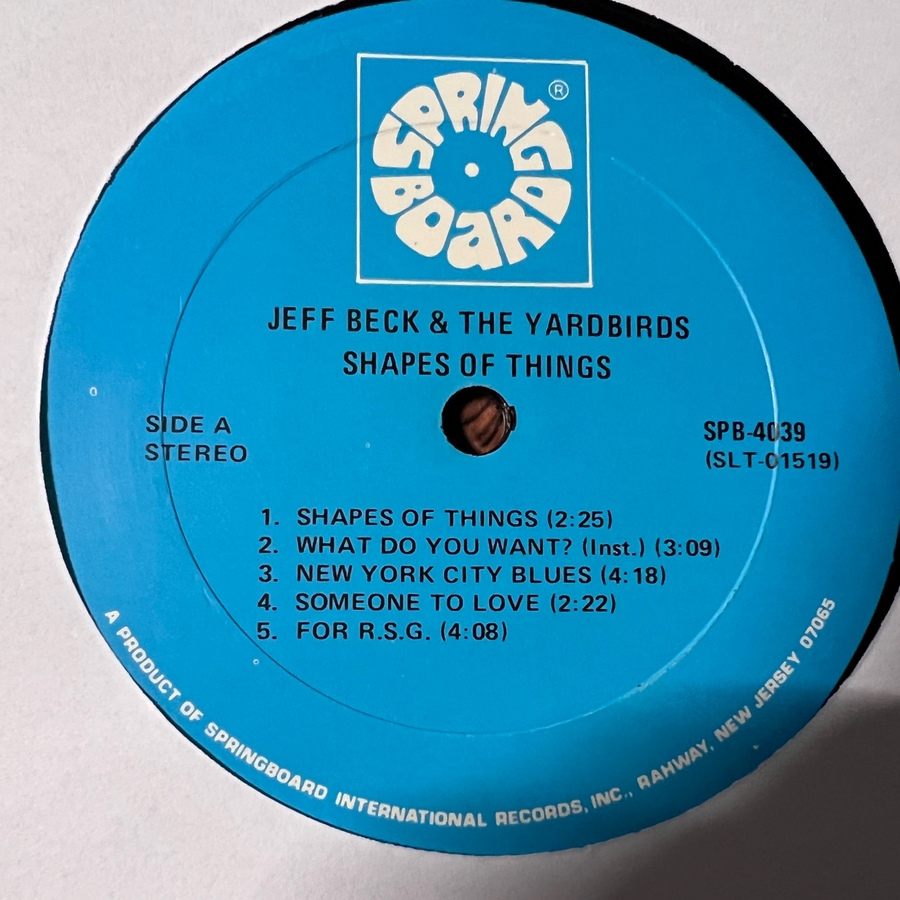 SPRINGBOARD ®
JEFF BECK & THE YARDBIRDS
SHAPES OF THINGS
SIDE A
STEREO
SPB-4039
(SLT-01519)
1. SHAPES OF THINGS (2:25)
2. WHAT DO YOU WANT? (Inst.) (3:09)
3. NEW YORK CITY BLUES (4:18)
4. SOMEONE TO LOVE (2:22)
5. FOR R.S.G. (4:08)
A PRODUCT OF SPRINGBOARD INTERNATIONAL RECORDS, INC., RAHWAY, NEW JERSEY 07065